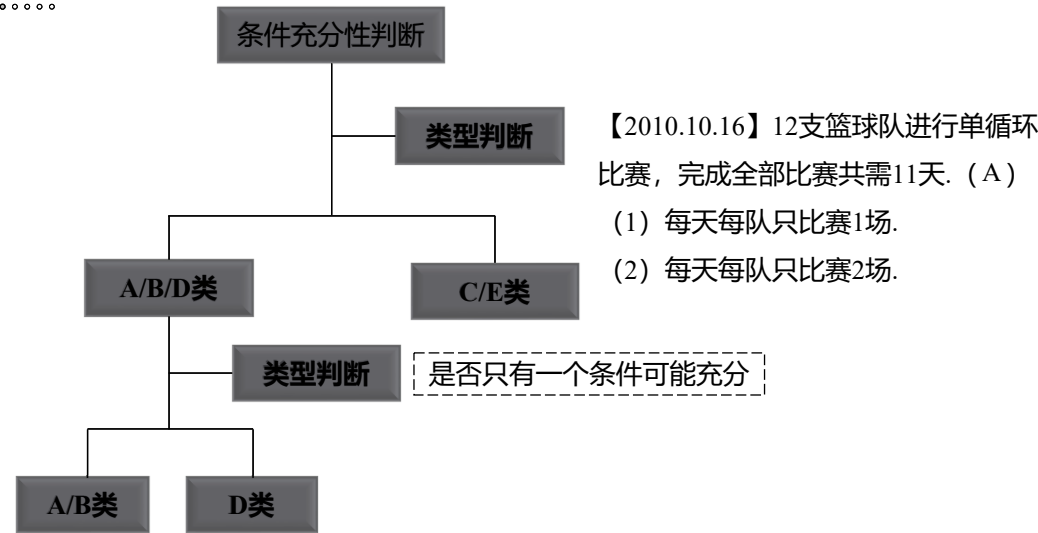 条件充分性判断
类型判断
【2010.10.16】12支篮球队进行单循环
比赛，完成全部比赛共需11天.（A）
（1）每天每队只比赛1场.
（2）每天每队只比赛2场.
A/B/D类
C/E类
类型判断
是否只有一个条件可能充分
A/B类
D类